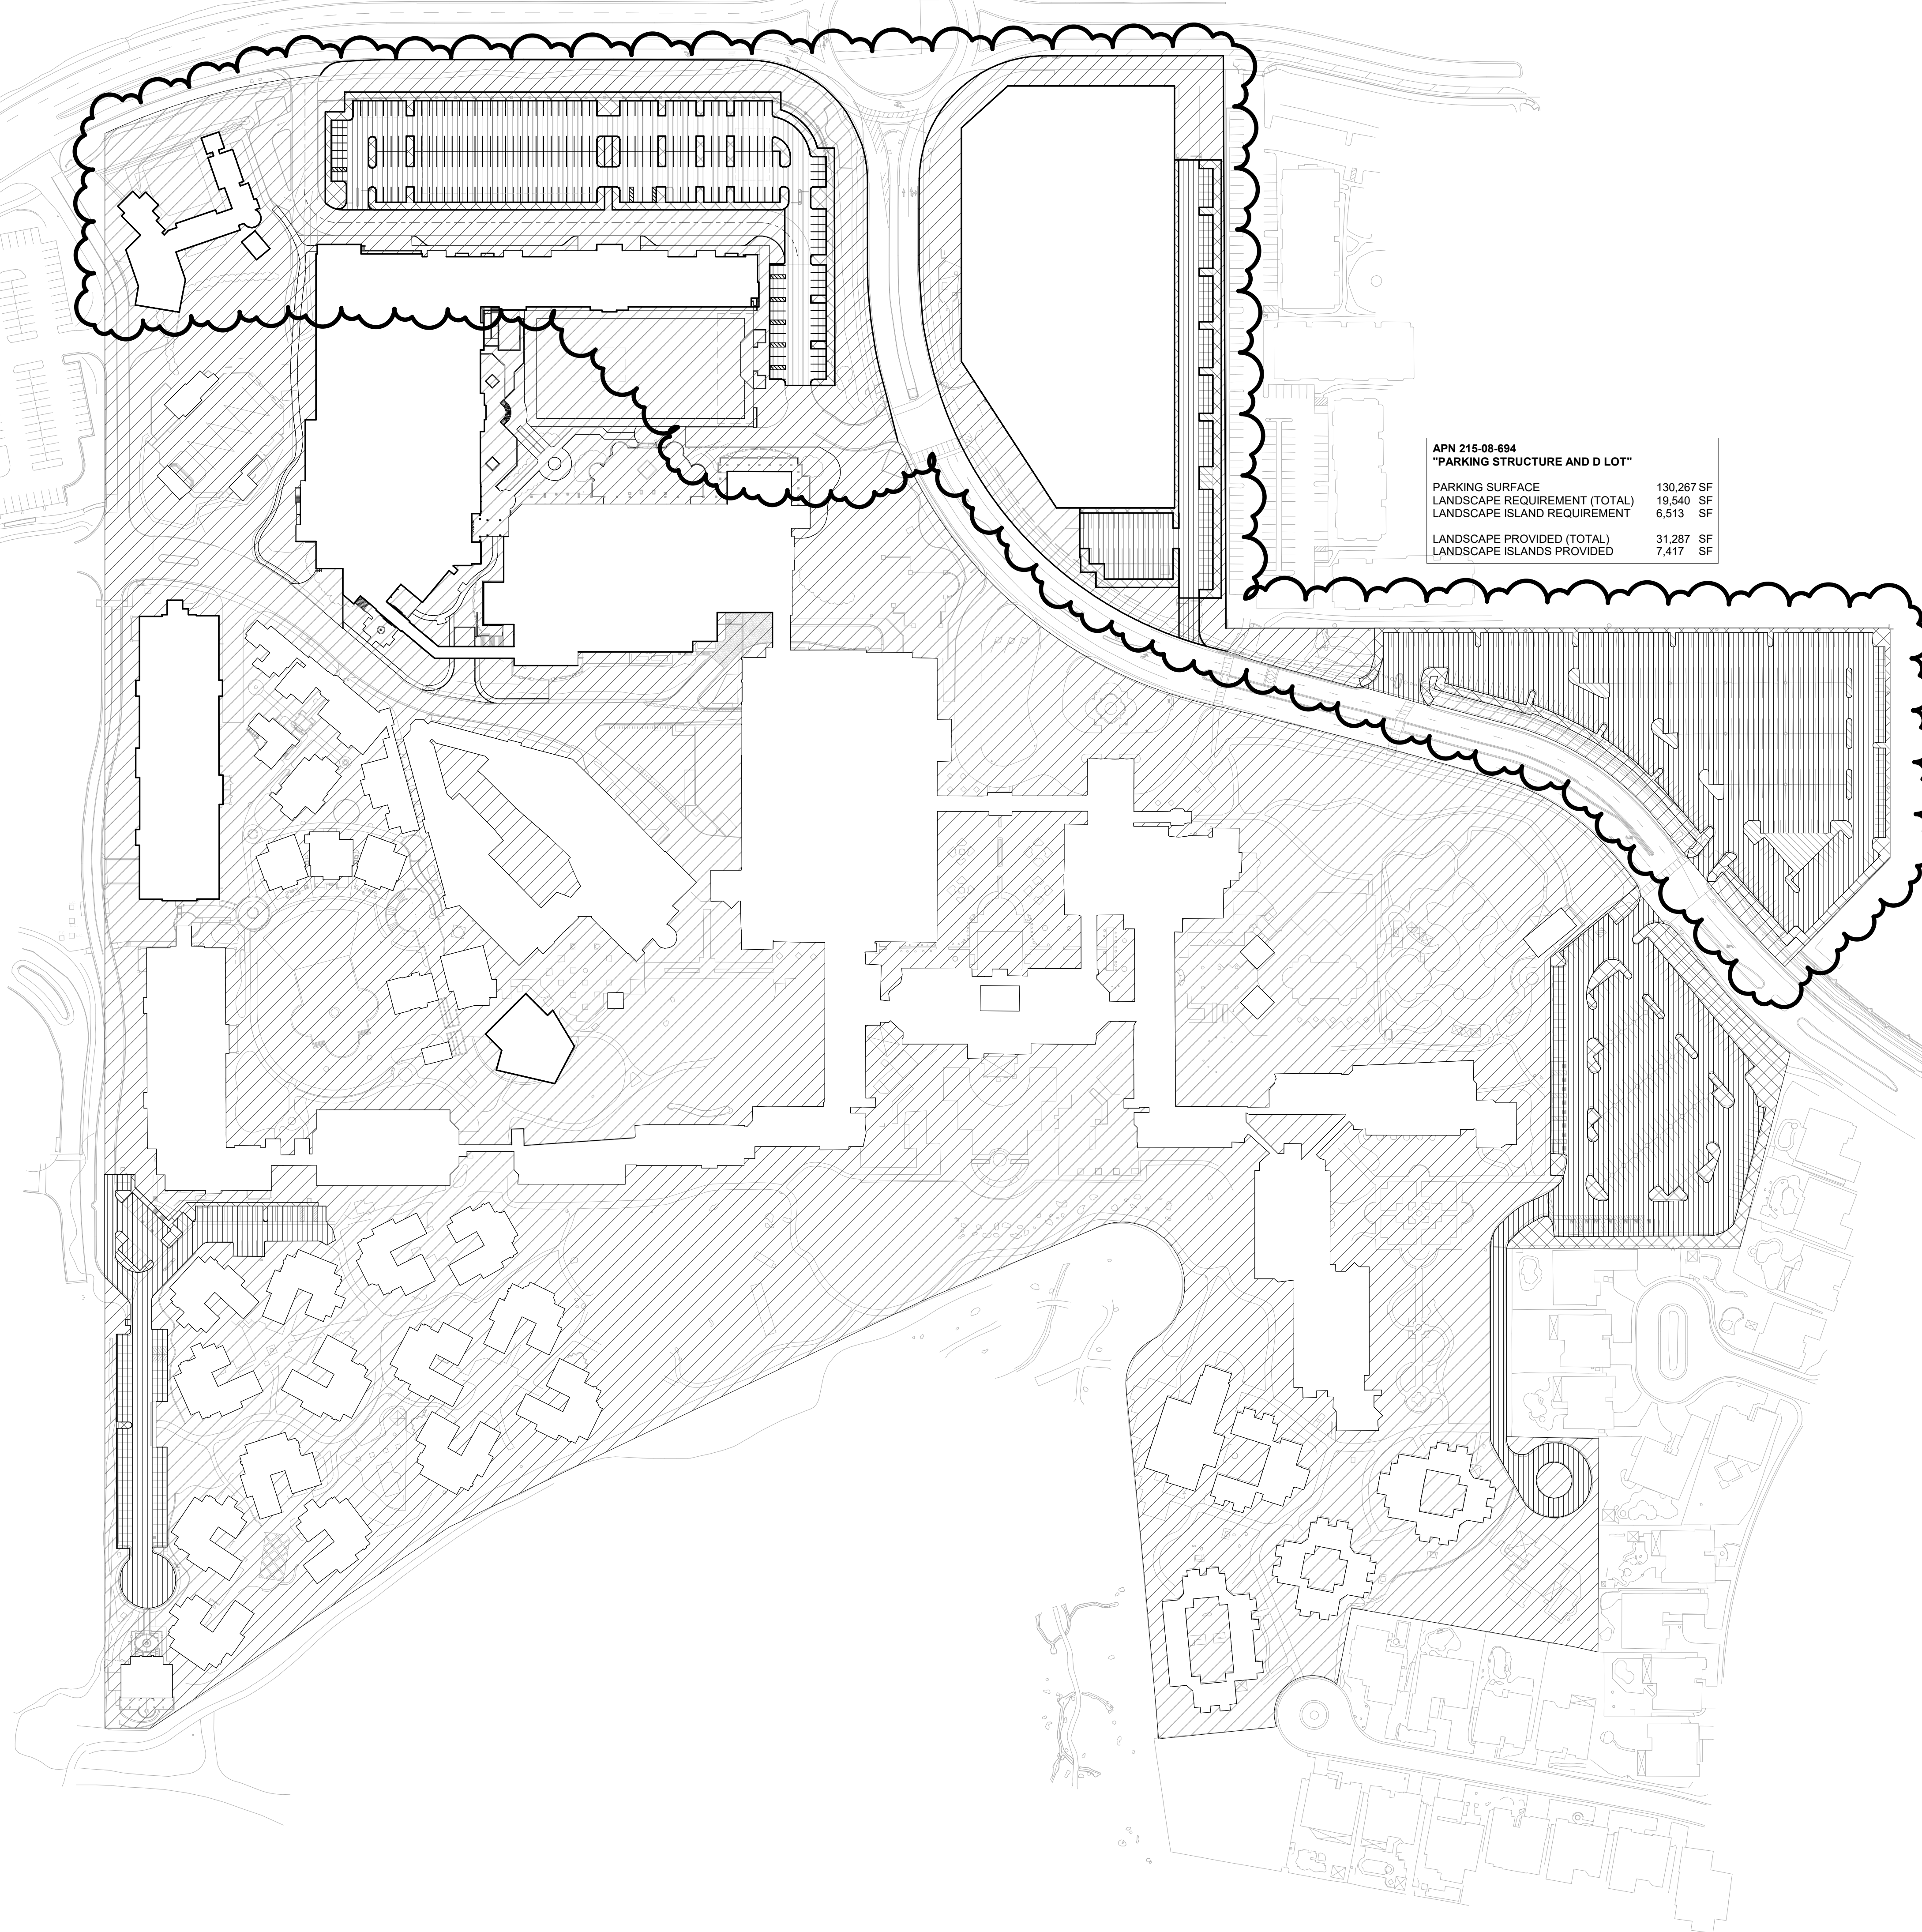 APN 215-08-694
"PARKING STRUCTURE AND D LOT"
PARKING SURFACE 130,267 SF
LANDSCAPE REQUIREMENT (TOTAL) 19,540 SF
LANDSCAPE ISLAND REQUIREMENT 6,513 SF
LANDSCAPE PROVIDED (TOTAL) 31,287 SF
LANDSCAPE ISLANDS PROVIDED 7,417 SF